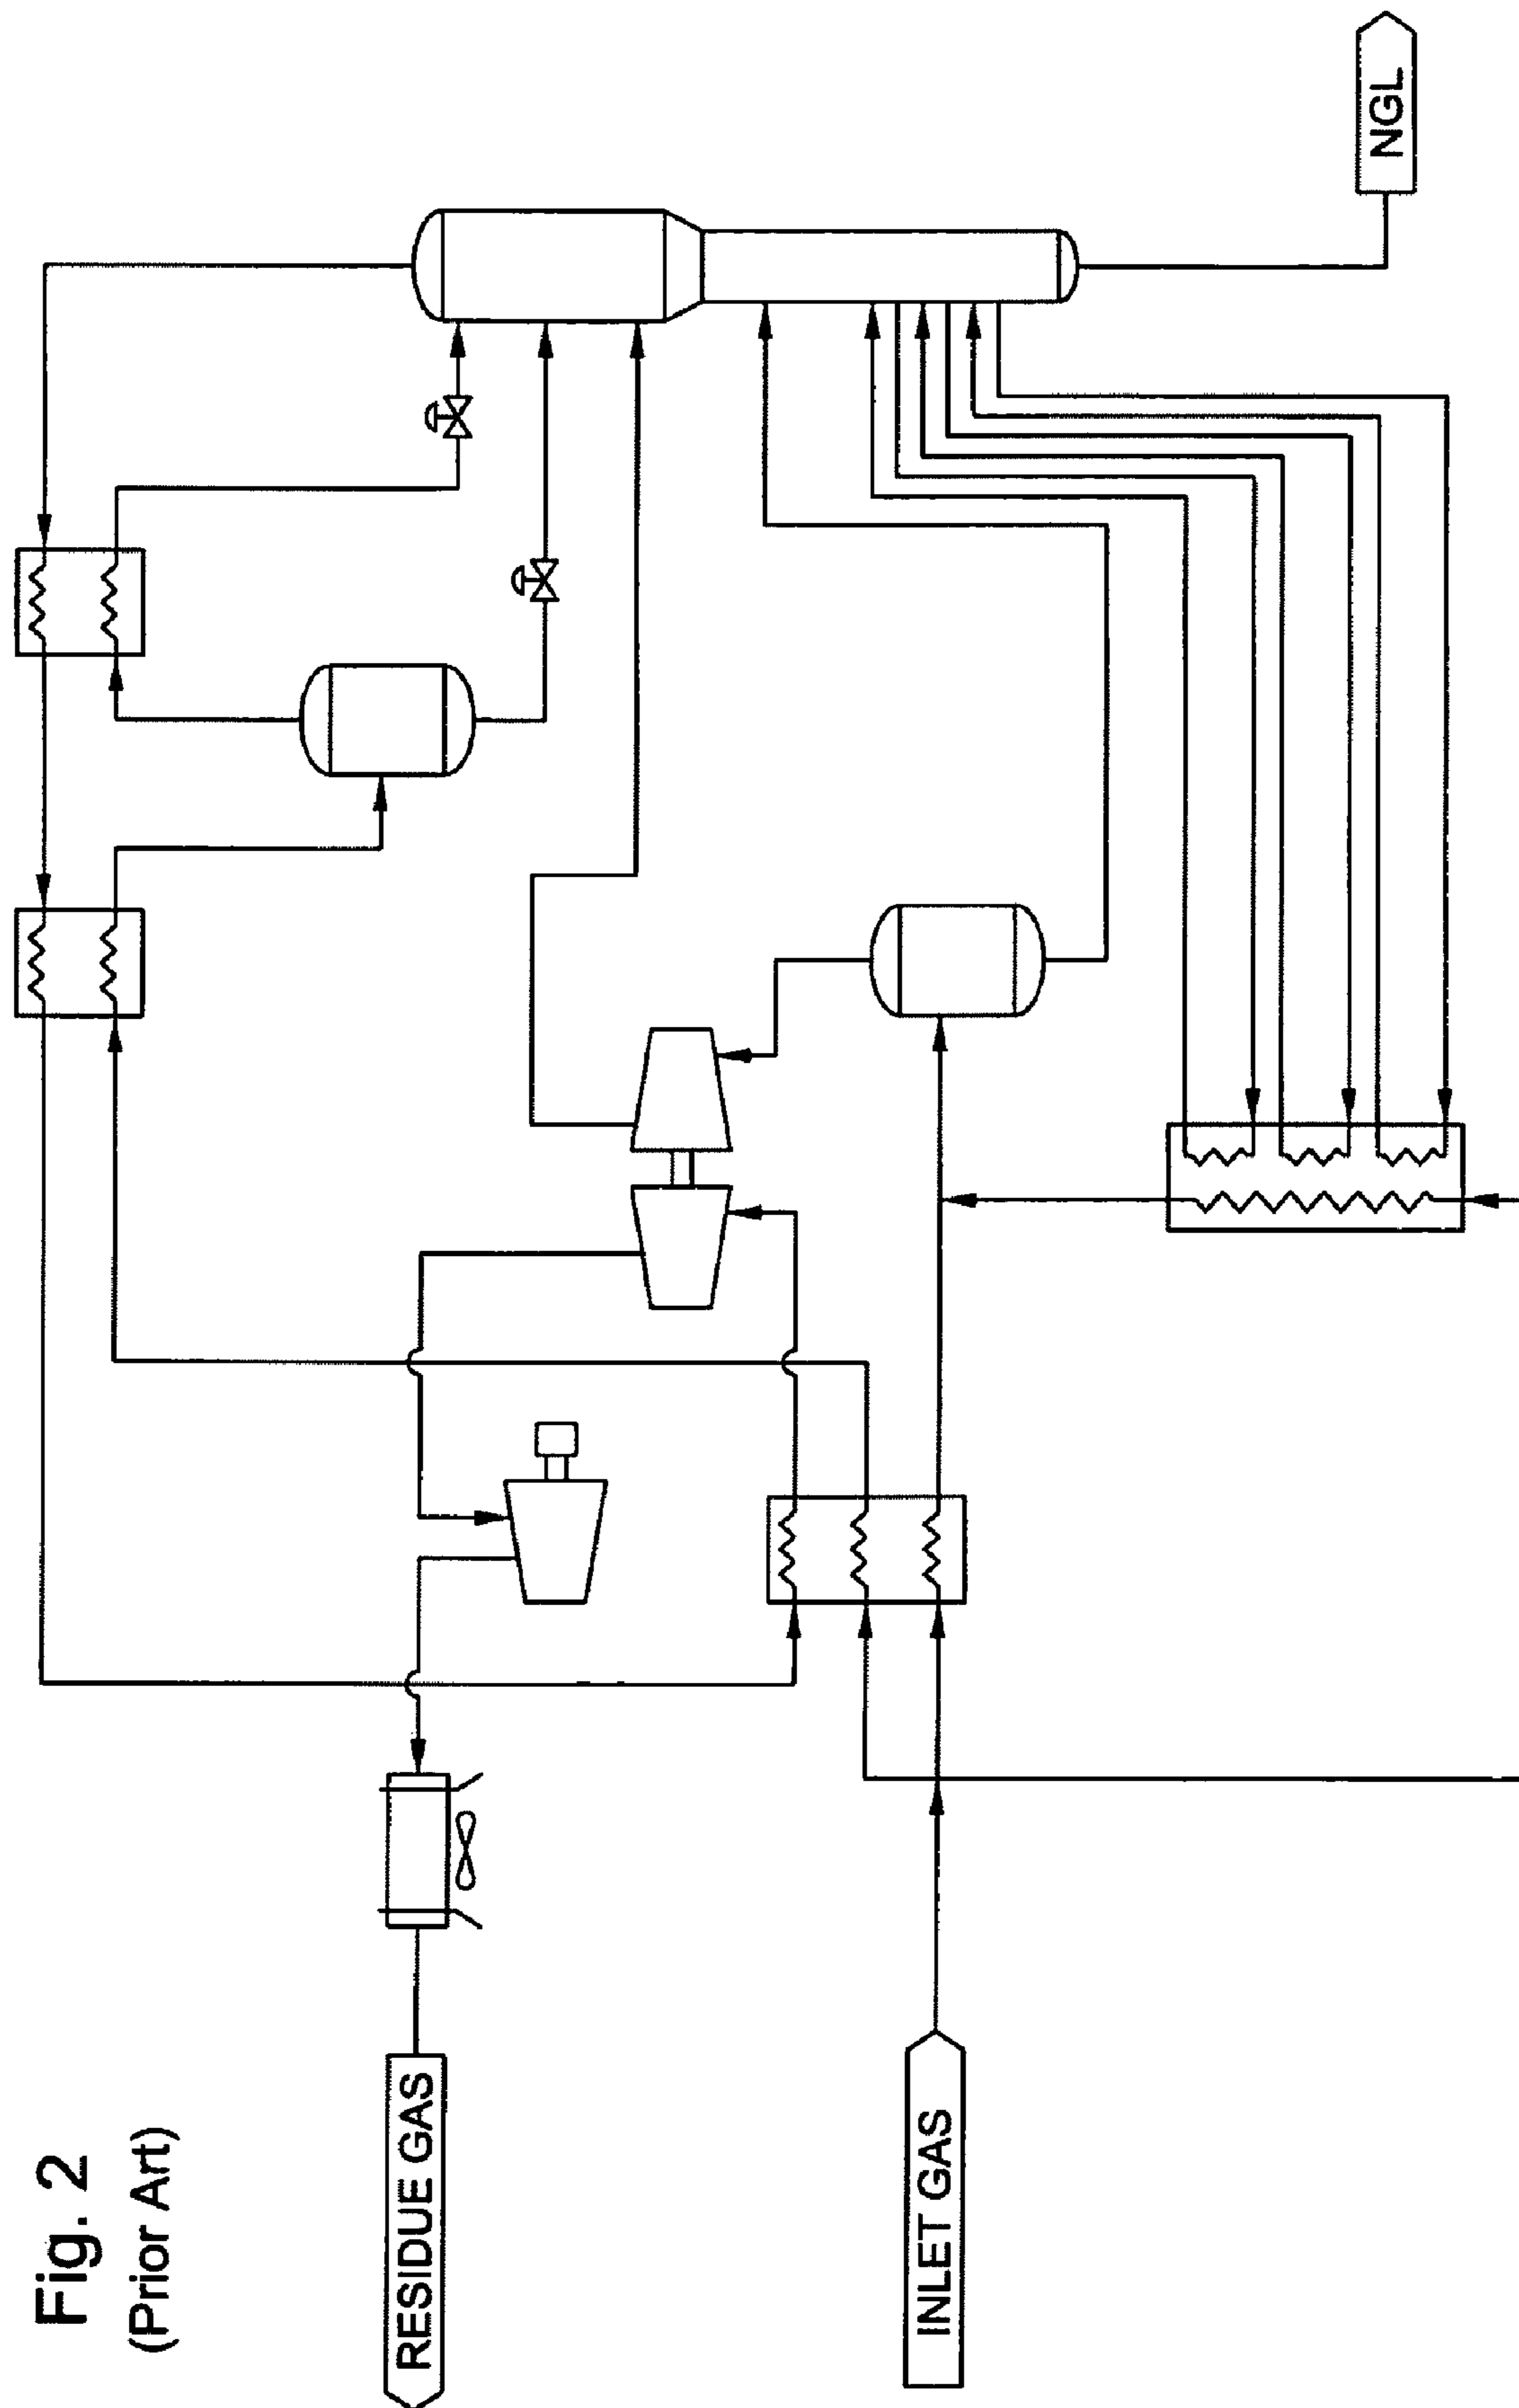 Fig. 2
(Prior Art)
RESIDUE GAS
INLET GAS
NGL